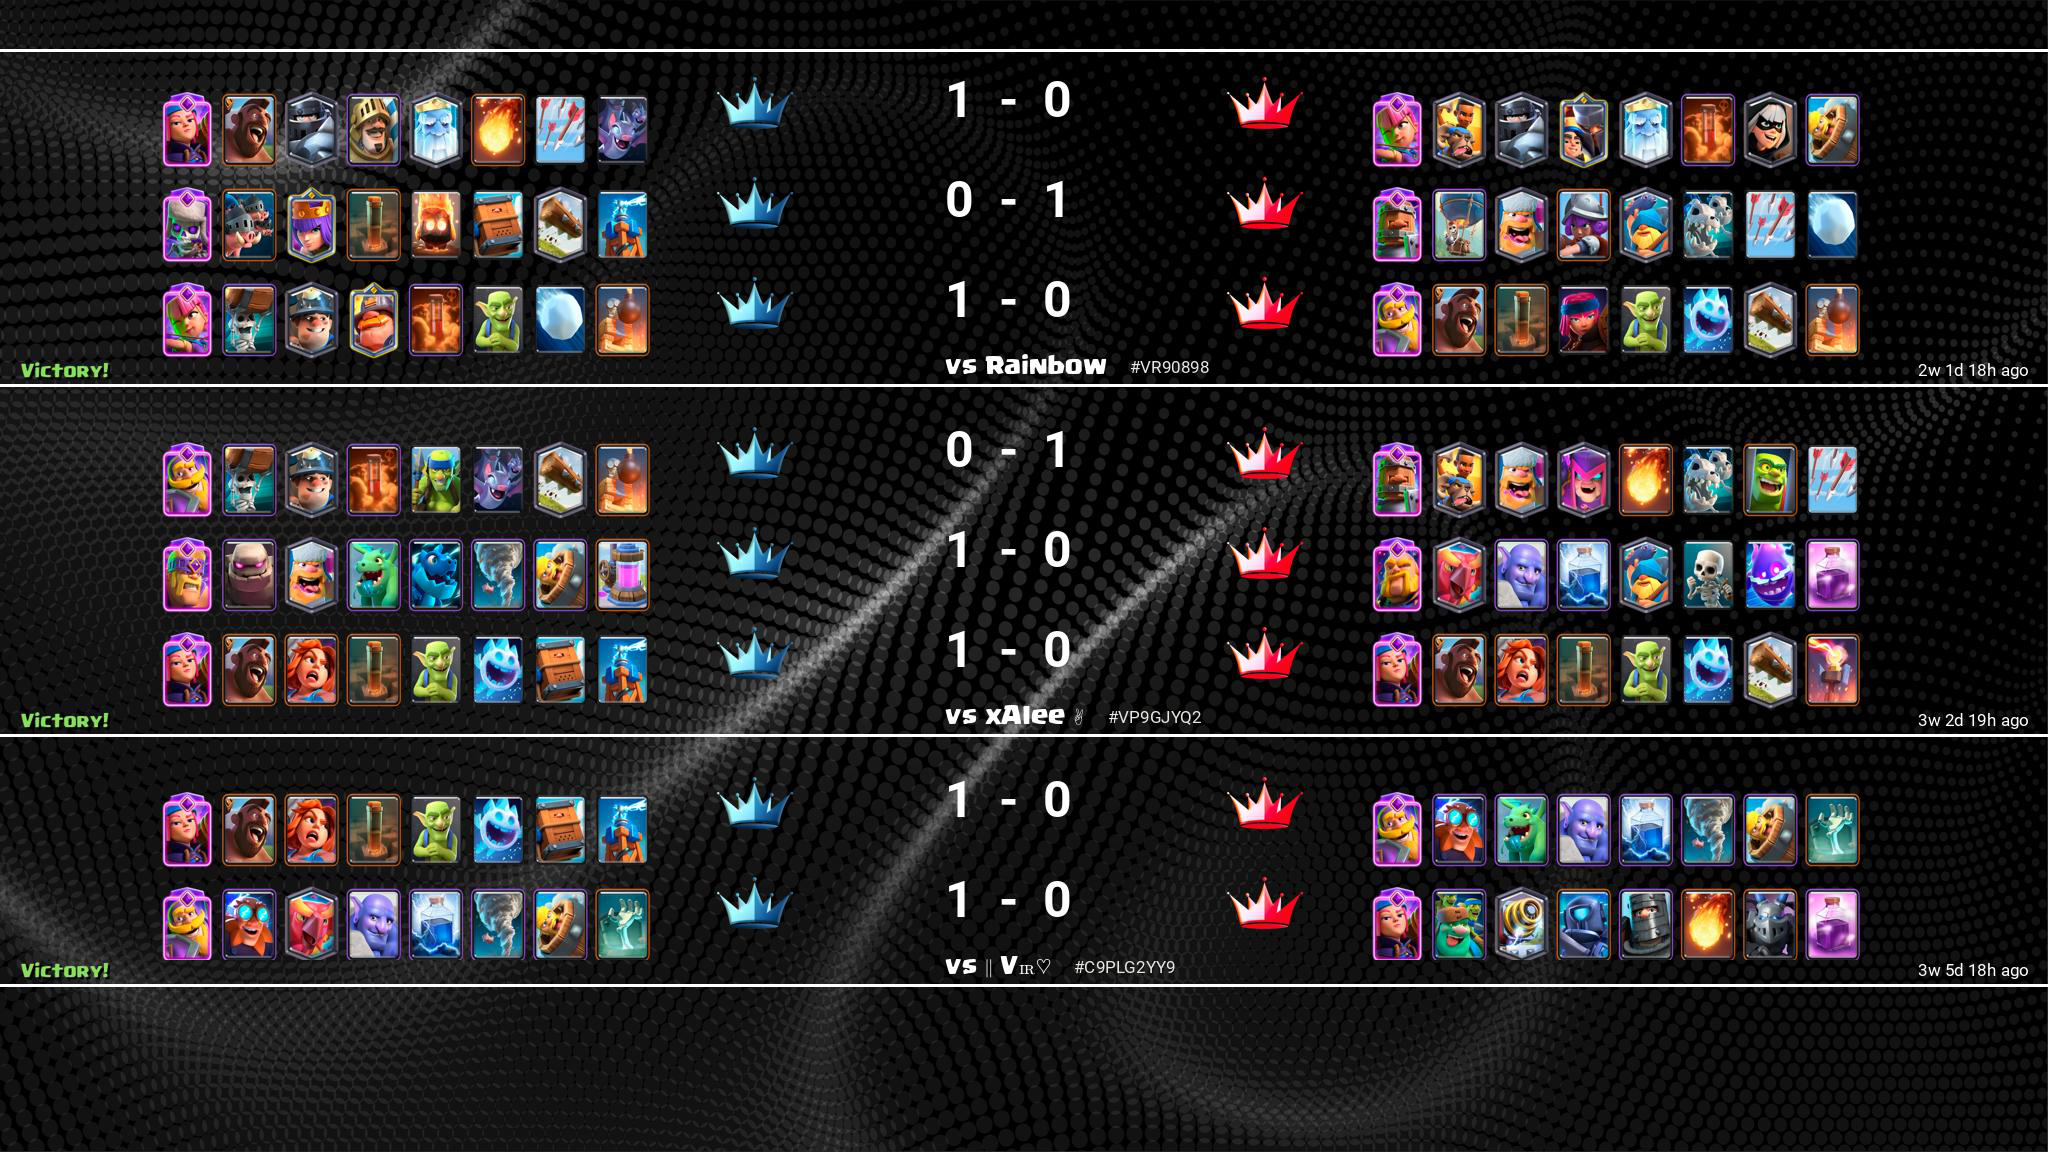 1 - 0
0 - 1
1 - 0
Victory!
vs Rainbow #VR90898
2w 1d 18h ago
0 - 1
1 - 0
1 - 0
Victory!
vs xAlee ✌ #VP9GJYQ2
3w 2d 19h ago
1 - 0
1 - 0
Victory!
vs || Vɪʀ♡ #C9PLG2YY9
3w 5d 18h ago